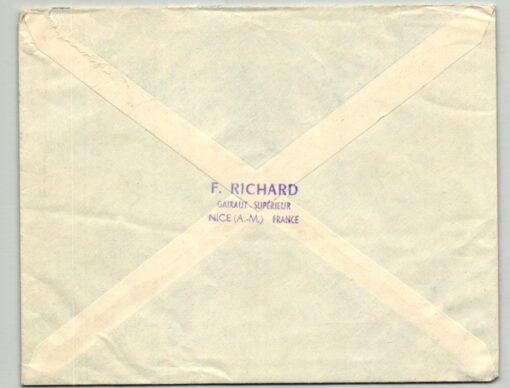 F. RICHARD
GAIRAUT SUPÉRIEUR
NICE (A.-M.) FRANCE